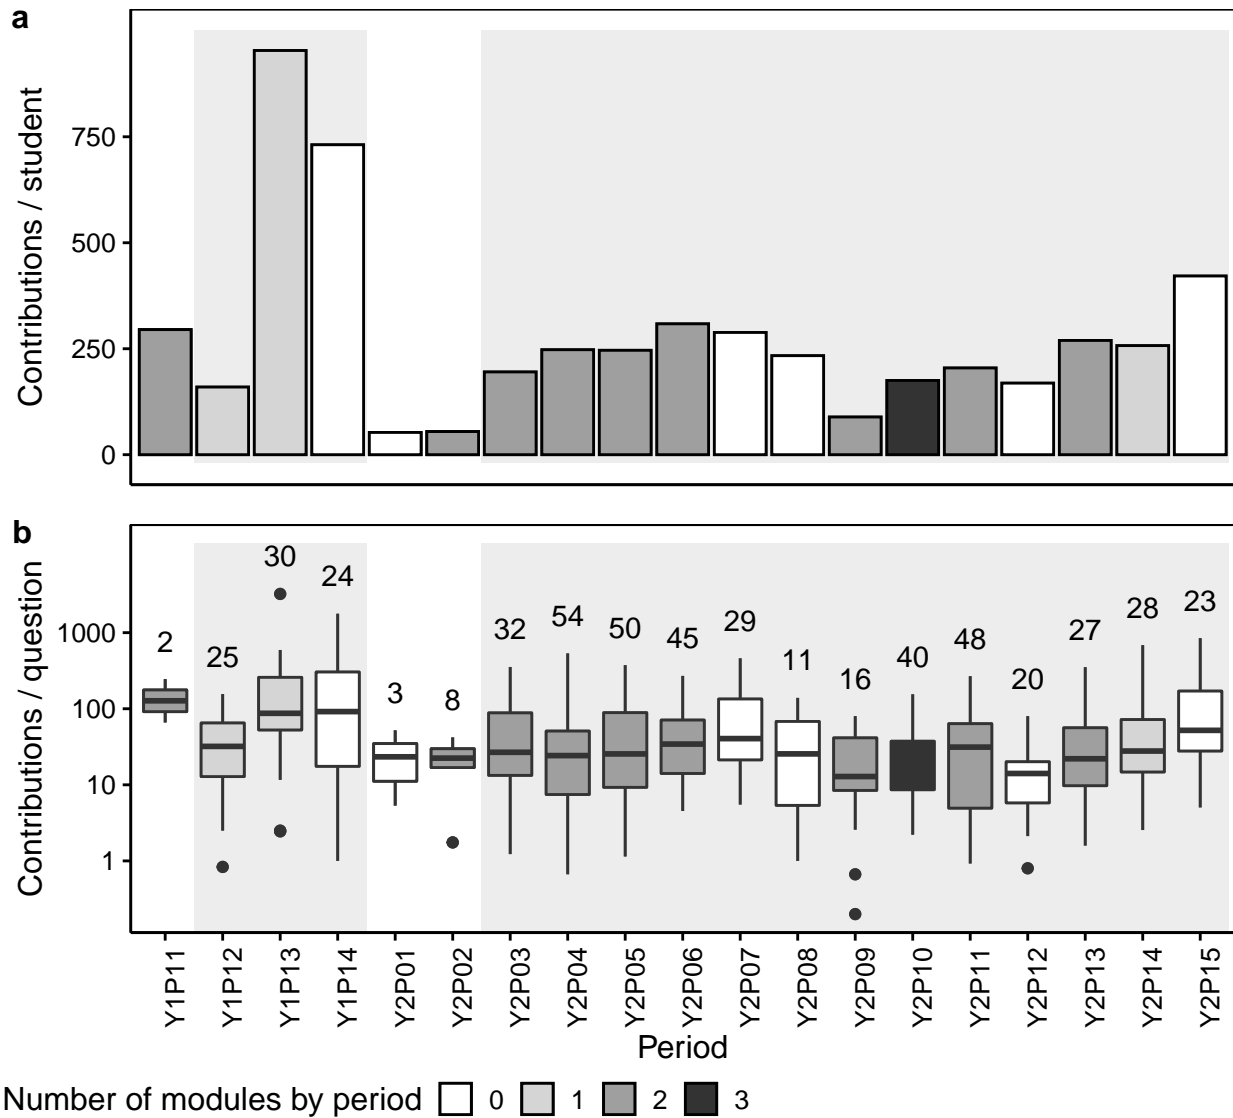 a
Contributions / student
750
500
250
0
b
Contributions / question
1000
100
10
1
2
25
30
24
3
8
32
54
50
45
29
11
16
40
48
20
27
28
23
Y1P11
Y1P12
Y1P13
Y1P14
Y2P01
Y2P02
Y2P03
Y2P04
Y2P05
Y2P06
Y2P07
Y2P08
Y2P09
Y2P10
Y2P11
Y2P12
Y2P13
Y2P14
Y2P15
Period
Number of modules by period 0 1 2 3